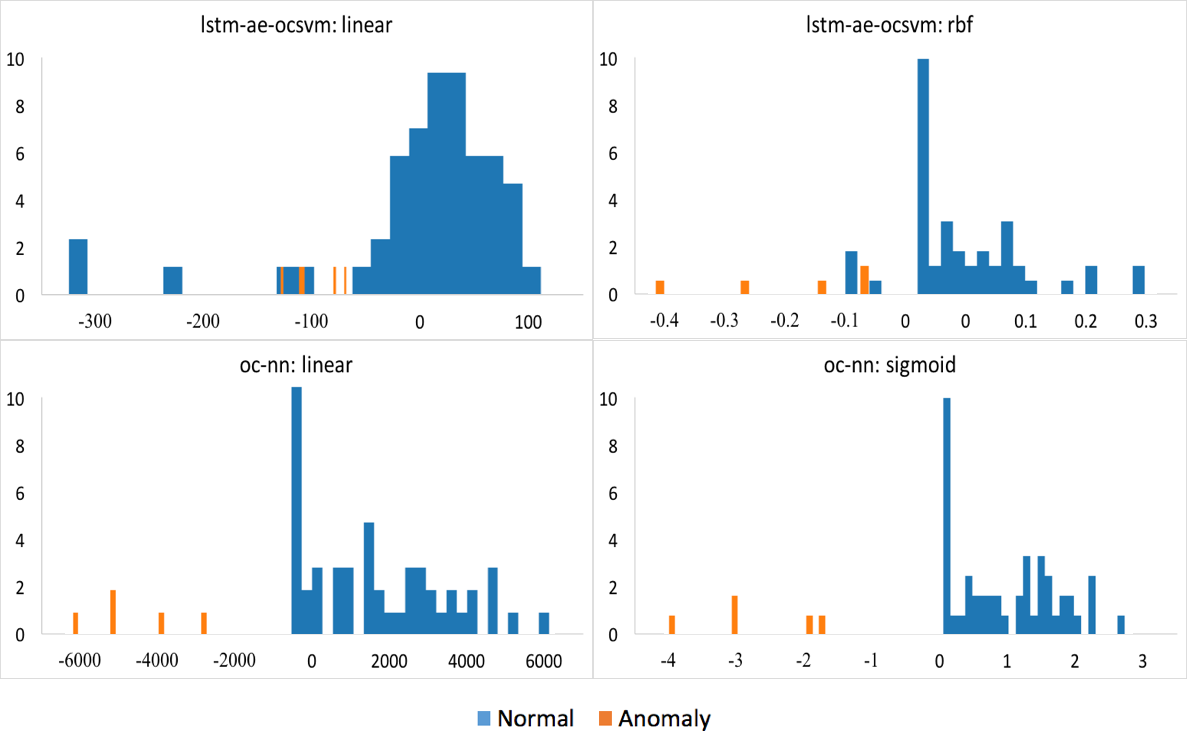 lstm-ae-ocsvm: linear
10
8
6
4
2
0
-300 -200 -100 0 100
lstm-ae-ocsvm: rbf
10
8
6
4
2
0
-0.4 -0.3 -0.2 -0.1 0 0 0.1 0.2 0.3
oc-nn: linear
10
8
6
4
2
0
-6000 -4000 -2000 0 2000 4000 6000
oc-nn: sigmoid
10
8
6
4
2
0
-4 -3 -2 -1 0 1 2 3
Normal Anomaly